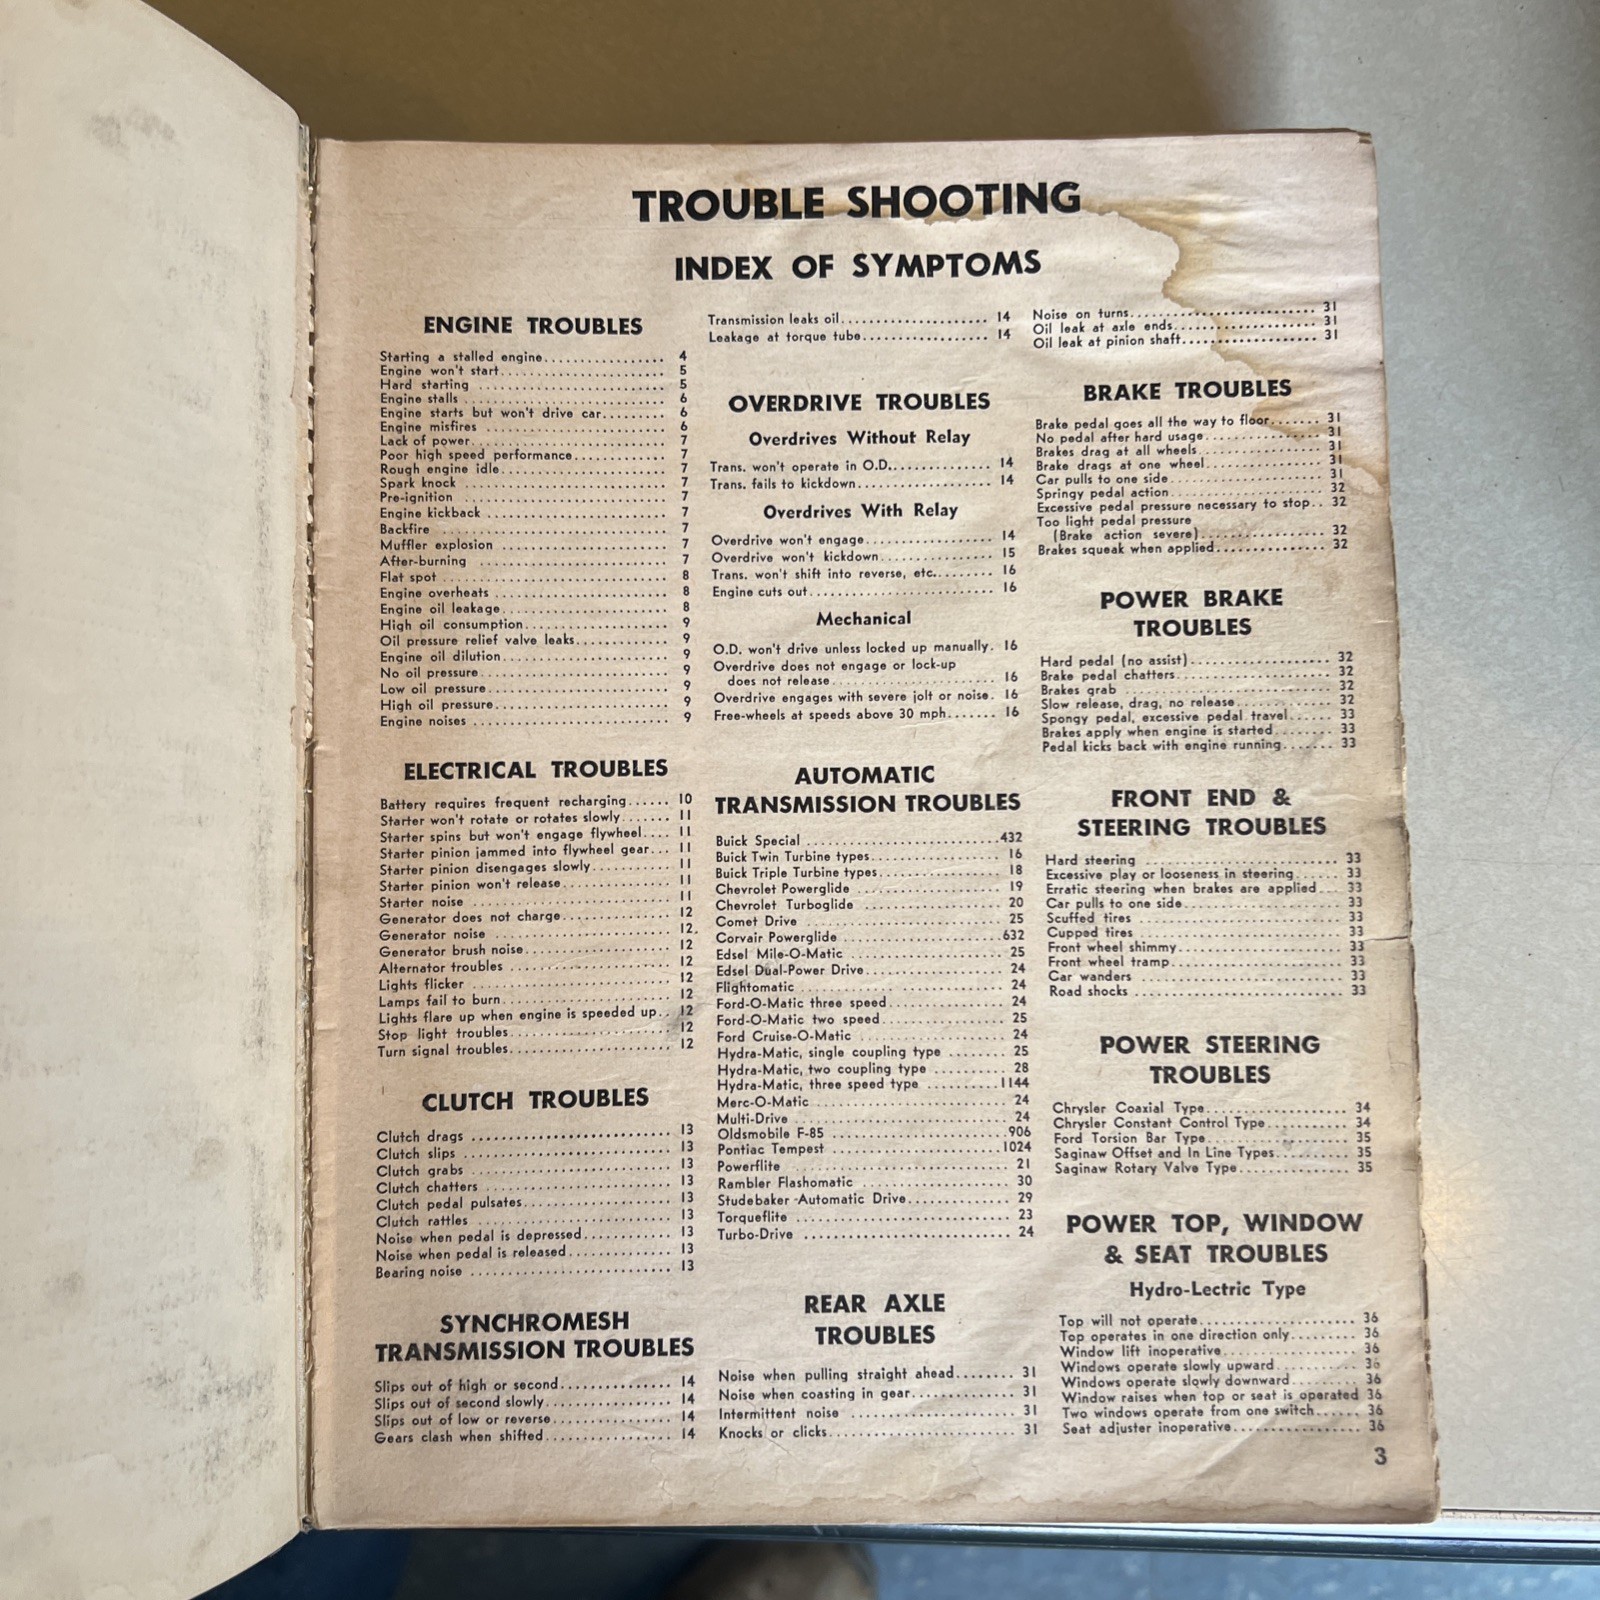 TROUBLE SHOOTING
INDEX OF SYMPTOMS
ENGINE TROUBLES
Starting a stalled engine................ 4
Engine won't start....................... 5
Hard starting ........................... 5
Engine stalls ........................... 6
Engine starts but won't drive car......... 6
Engine misfires ......................... 6
Lack of power........................... 7
Poor high speed performance............. 7
Rough engine idle....................... 7
Spark knock ............................ 7
Pre-ignition ............................ 7
Engine kickback ........................ 7
Backfire ............................... 7
Muffler explosion ...................... 7
After-burning .......................... 7
Flat spot .............................. 8
Engine overheats ....................... 8
Engine oil leakage...................... 8
High oil consumption.................... 9
Oil pressure relief valve leaks............ 9
Engine oil dilution...................... 9
No oil pressure......................... 9
Low oil pressure........................ 9
High oil pressure....................... 9
Engine noises .......................... 9
ELECTRICAL TROUBLES
Battery requires frequent recharging...... 10
Starter won't rotate or rotates slowly....... 11
Starter spins but won't engage flywheel.... 11
Starter pinion jammed into flywheel gear... 11
Starter pinion disengages slowly.......... 11
Starter pinion won't release.............. 11
Starter noise .......................... 11
Generator does not charge.............. 12
Generator noise ....................... 12.
Generator brush noise.................. 12
Alternator troubles ..................... 12
Lights flicker .......................... 12
Lamps fail to burn...................... 12
Lights flare up when engine is speeded up.. 12
Stop light troubles...................... 12
Turn signal troubles..................... 12
CLUTCH TROUBLES
Clutch drags .......................... 13
Clutch slips ........................... 13
Clutch grabs .......................... 13
Clutch chatters ........................ 13
Clutch pedal pulsates................... 13
Clutch rattles ......................... 13
Noise when pedal is depressed........... 13
Noise when pedal is released............. 13
Bearing noise ......................... 13
SYNCHROMESH
TRANSMISSION TROUBLES
Slips out of high or second.............. 14
Slips out of second slowly................ 14
Slips out of low or reverse............... 14
Gears clash when shifted................ 14
Transmission leaks oil.................... 14
Leakage at torque tube.................. 14
OVERDRIVE TROUBLES
Overdrives Without Relay
Trans. won't operate in O.D.............. 14
Trans. fails to kickdown.................. 14
Overdrives With Relay
Overdrive won't engage................. 14
Overdrive won't kickdown............... 15
Trans. won't shift into reverse, etc......... 16
Engine cuts out......................... 16
Mechanical
O.D. won't drive unless locked up manually. 16
Overdrive does not engage or lock-up
does not release...................... 16
Overdrive engages with severe jolt or noise. 16
Free-wheels at speeds above 30 mph....... 16
AUTOMATIC
TRANSMISSION TROUBLES
Buick Special .........................432
Buick Twin Turbine types................. 16
Buick Triple Turbine types................ 18
Chevrolet Powerglide ................... 19
Chevrolet Turboglide ................... 20
Comet Drive .......................... 25
Corvair Powerglide ....................632
Edsel Mile-O-Matic .................... 25
Edsel Dual-Power Drive................. 24
Flightomatic .......................... 24
Ford-O-Matic three speed............... 24
Ford-O-Matic two speed................ 25
Ford Cruise-O-Matic ................... 24
Hydra-Matic, single coupling type ........ 25
Hydra-Matic, two coupling type .......... 28
Hydra-Matic, three speed type ..........1144
Merc-O-Matic ........................ 24
Multi-Drive ........................... 24
Oldsmobile F-85 ......................906
Pontiac Tempest ......................1024
Powerflite ............................ 21
Rambler Flashomatic ................... 30
Studebaker Automatic Drive............. 29
Torqueflite ........................... 23
Turbo-Drive .......................... 24
REAR AXLE
TROUBLES
Noise when pulling straight ahead........ 31
Noise when coasting in gear............. 31
Intermittent noise ..................... 31
Knocks or clicks........................ 31
Noise on turns......................... 31
Oil leak at axle ends.................... 31
Oil leak at pinion shaft.................. 31
BRAKE TROUBLES
Brake pedal goes all the way to floor....... 31
No pedal after hard usage............... 31
Brakes drag at all wheels................ 31
Brake drags at one wheel................ 31
Car pulls to one side.................... 31
Springy pedal action.................... 32
Excessive pedal pressure necessary to stop.. 32
Too light pedal pressure
(Brake action severe)................. 32
Brakes squeak when applied.............. 32
POWER BRAKE
TROUBLES
Hard pedal (no assist)................... 32
Brake pedal chatters.................... 32
Brakes grab .......................... 32
Slow release, drag, no release............ 32
Spongy pedal, excessive pedal travel...... 33
Brakes apply when engine is started....... 33
Pedal kicks back with engine running....... 33
FRONT END &
STEERING TROUBLES
Hard steering ......................... 33
Excessive play or looseness in steering...... 33
Erratic steering when brakes are applied... 33
Car pulls to one side.................... 33
Scuffed tires .......................... 33
Cupped tires .......................... 33
Front wheel shimmy.................... 33
Front wheel tramp..................... 33
Car wanders .......................... 33
Road shocks .......................... 33
POWER STEERING
TROUBLES
Chrysler Coaxial Type................... 34
Chrysler Constant Control Type........... 34
Ford Torsion Bar Type................... 35
Saginaw Offset and In Line Types.......... 35
Saginaw Rotary Valve Type.............. 35
POWER TOP, WINDOW
& SEAT TROUBLES
Hydro-Lectric Type
Top will not operate..................... 36
Top operates in one direction only......... 36
Window lift inoperative.................. 36
Windows operate slowly upward.......... 36
Windows operate slowly downward......... 36
Window raises when top or seat is operated 36
Two windows operate from one switch...... 36
Seat adjuster inoperative................. 36
3